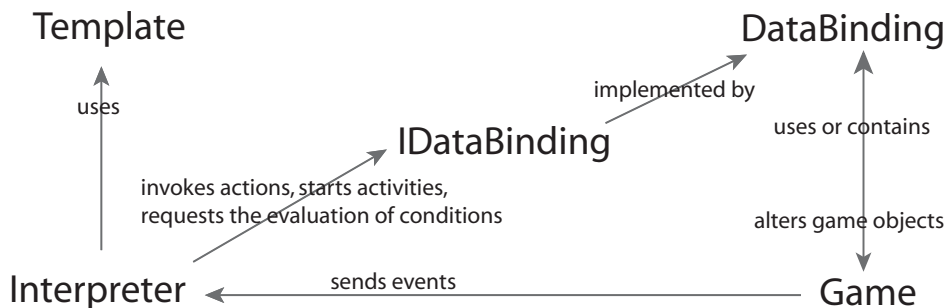 Template
DataBinding
uses
implemented by
IDataBinding
uses or contains
invokes actions, starts activities,
requests the evaluation of conditions
alters game objects
Interpreter
sends events
Game